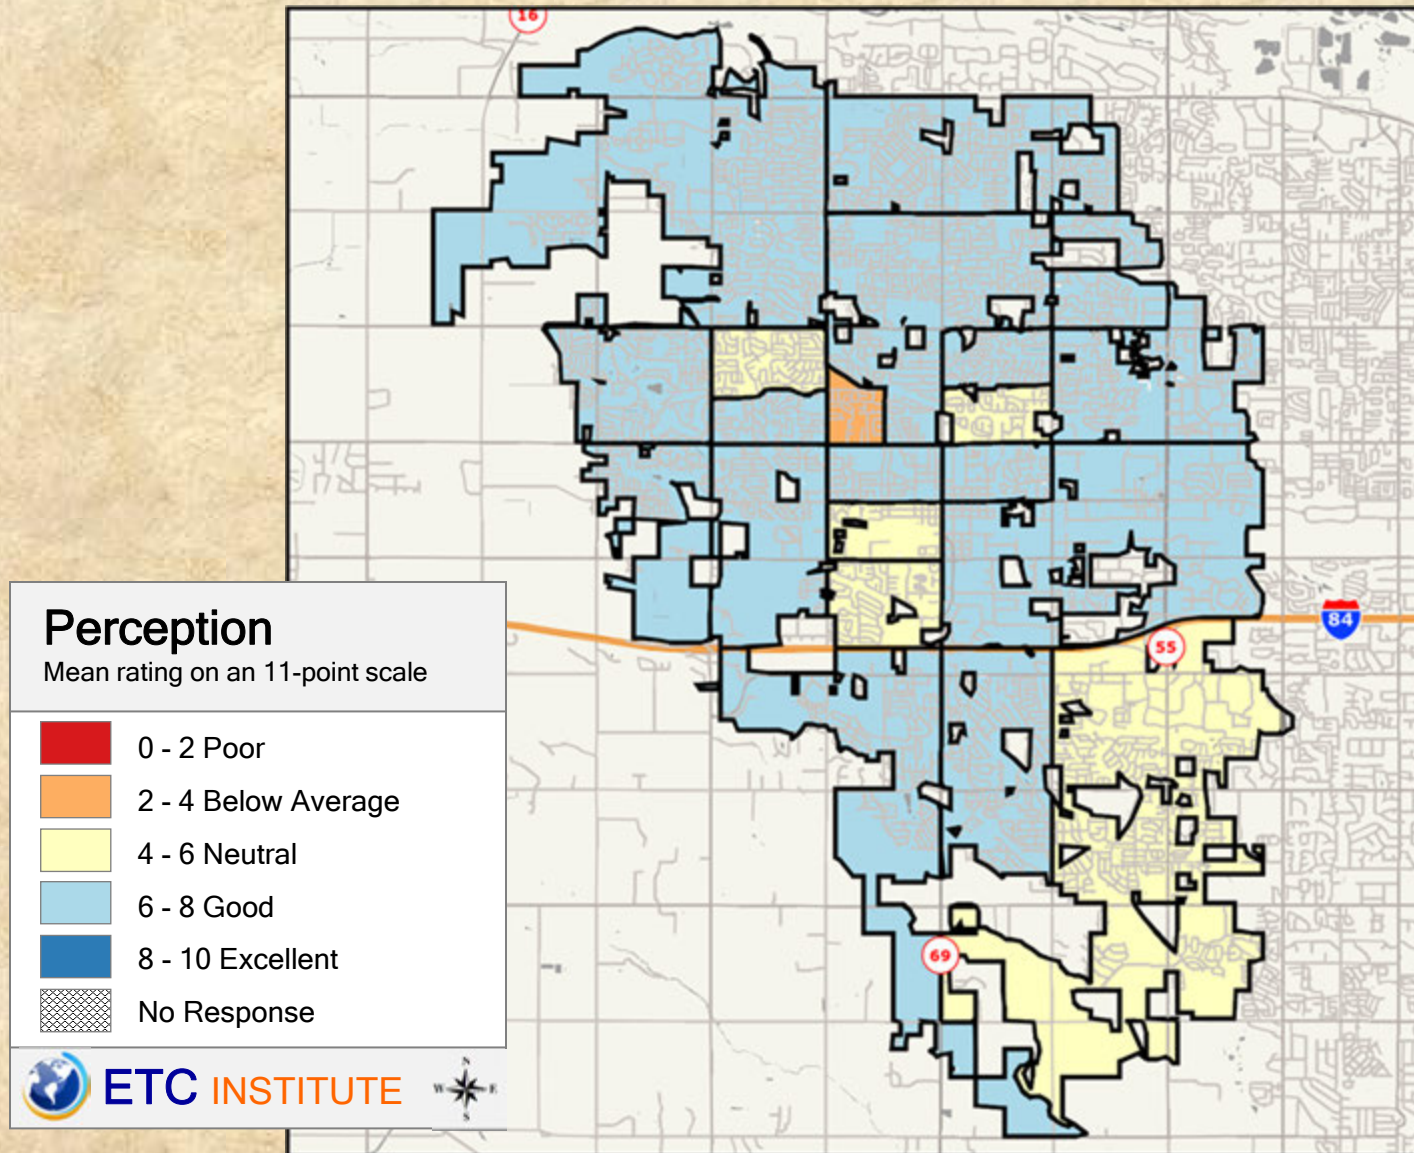 16
84
55
69
Perception
Mean rating on an 11-point scale
0 - 2 Poor
2 - 4 Below Average
4 - 6 Neutral
6 - 8 Good
8 - 10 Excellent
No Response
ETC INSTITUTE
N
W E
S